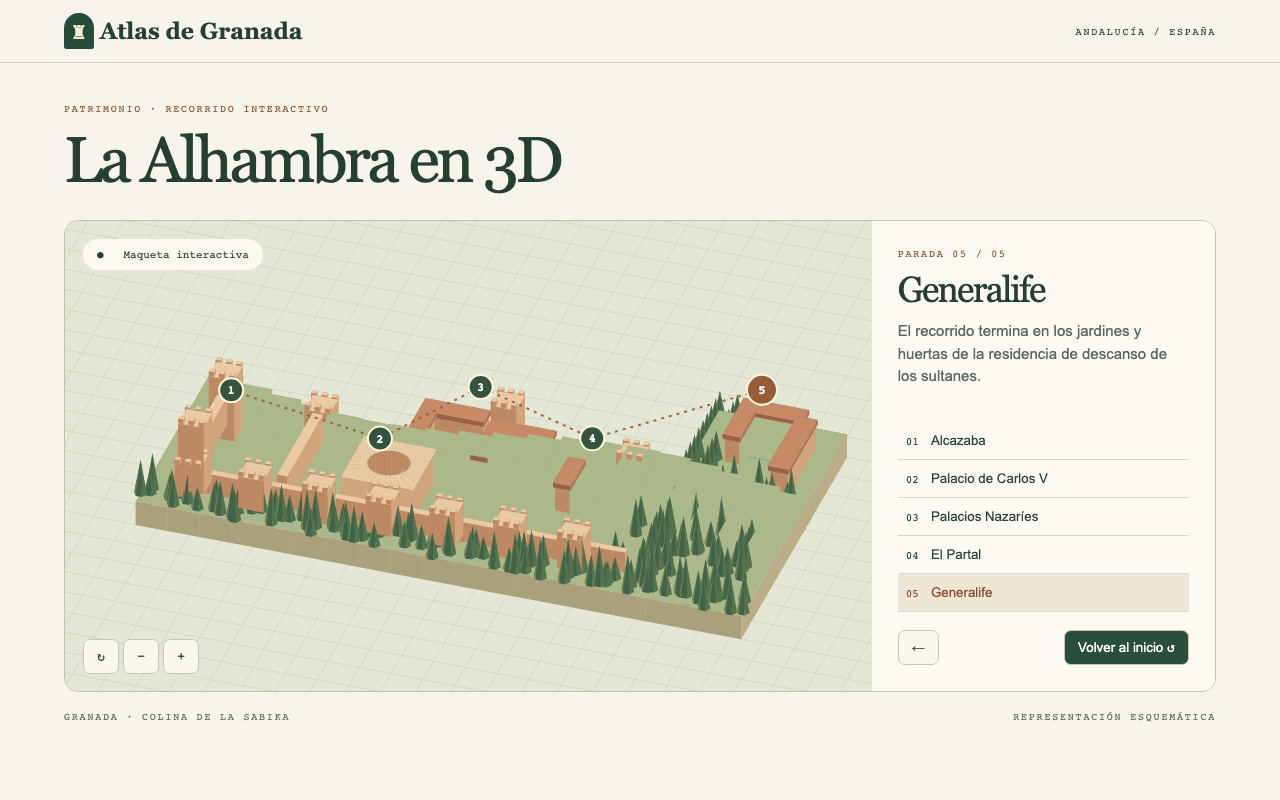 Atlas de Granada
ANDALUCÍA / ESPAÑA
PATRIMONIO · RECORRIDO INTERACTIVO
La Alhambra en 3D
Maqueta interactiva
1
2
3
4
5
PARADA 05 / 05
Generalife
El recorrido termina en los jardines y
huertas de la residencia de descanso de
los sultanes.
01 Alcazaba
02 Palacio de Carlos V
03 Palacios Nazaríes
04 El Partal
05 Generalife
↻ − +
← Volver al inicio ↺
GRANADA · COLINA DE LA SABIKA
REPRESENTACIÓN ESQUEMÁTICA